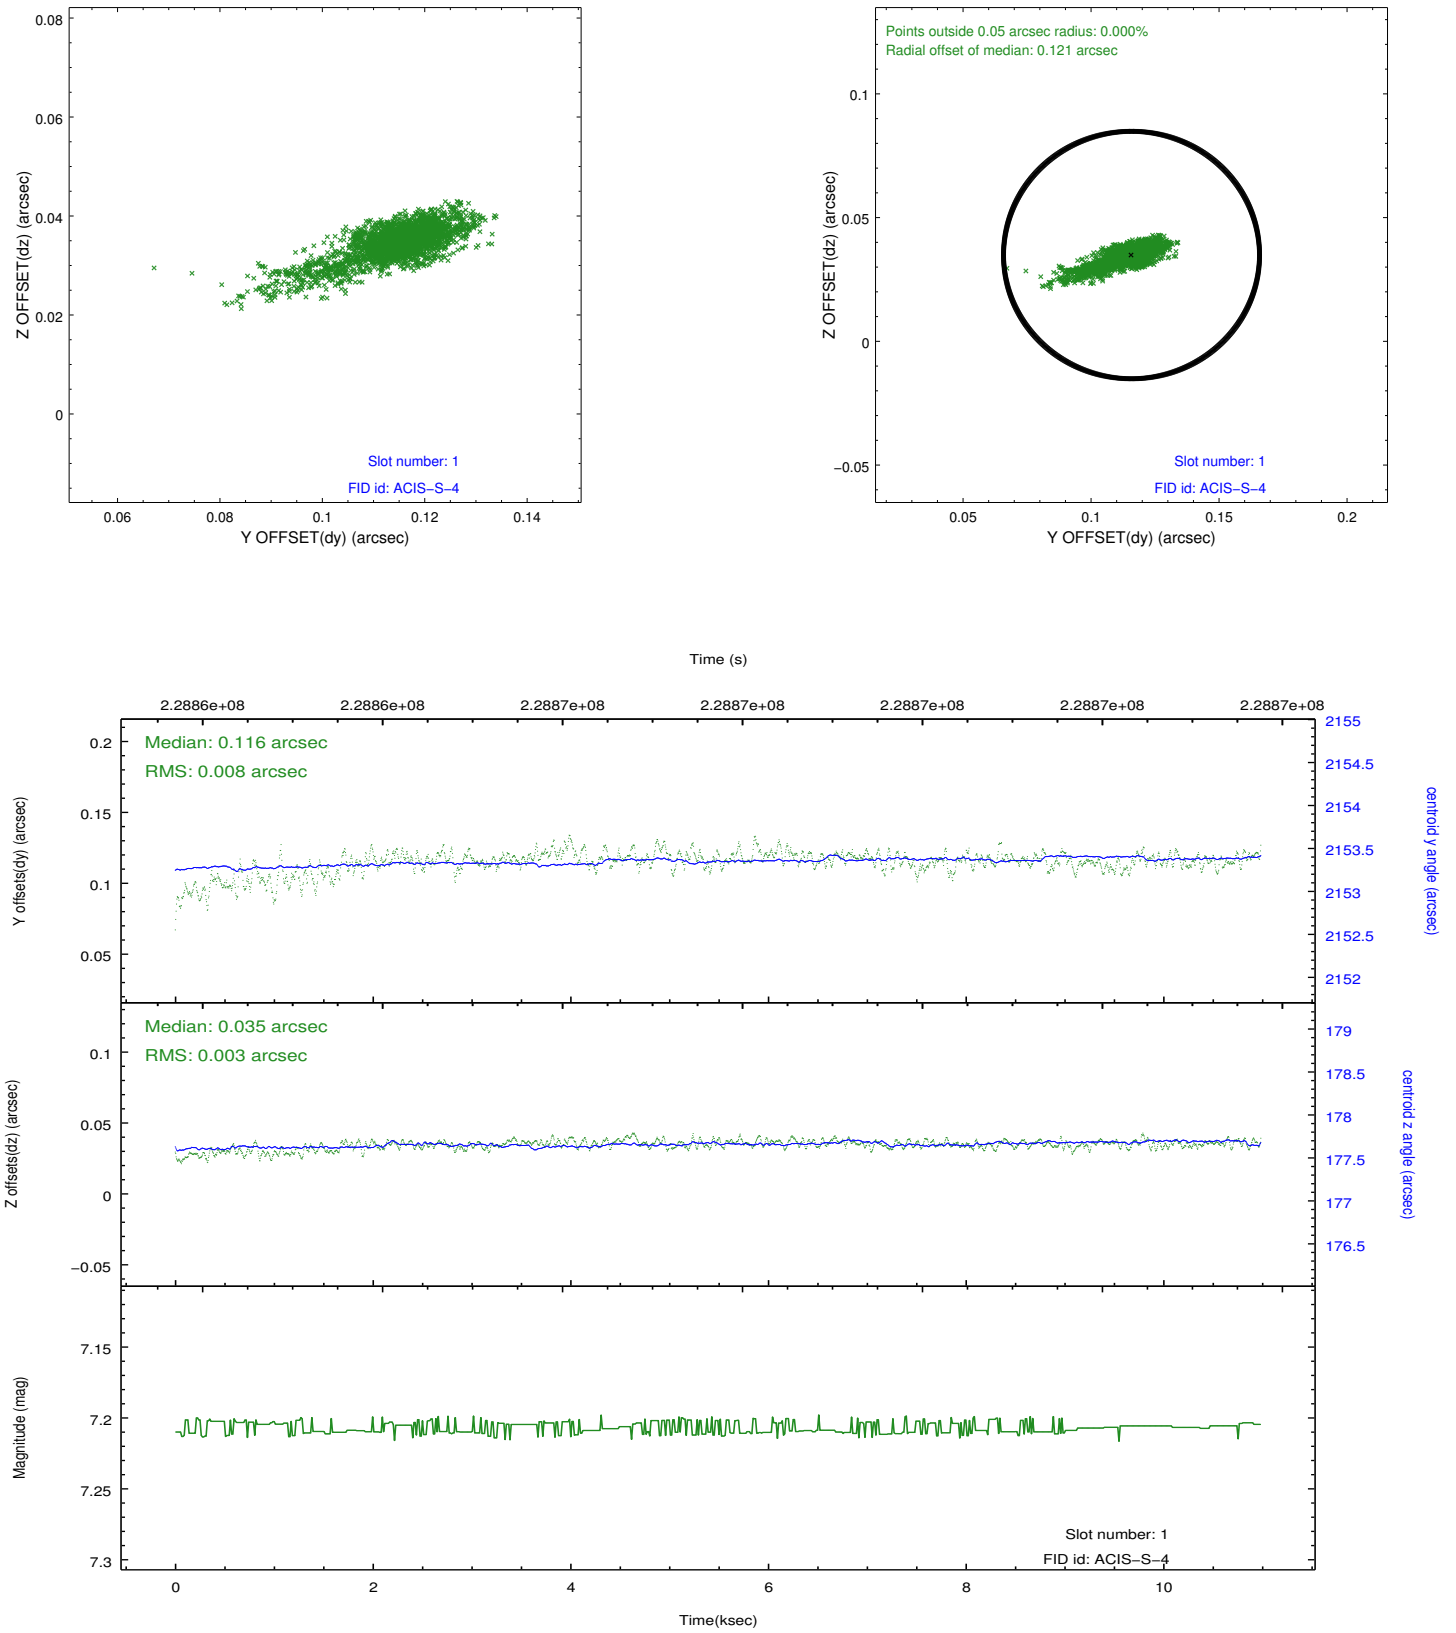 0.08
0.06
0.04
0.02
0
Z OFFSET(dz) (arcsec)
Slot number: 1
FID id: ACIS−S−4
0.06 0.08 0.1 0.12 0.14
Y OFFSET(dy) (arcsec)
Points outside 0.05 arcsec radius: 0.000%
Radial offset of median: 0.121 arcsec
0.1
0.05
0
−0.05
Z OFFSET(dz) (arcsec)
Slot number: 1
FID id: ACIS−S−4
0.05 0.1 0.15 0.2
Y OFFSET(dy) (arcsec)
Time (s)
2.2886e+08 2.2886e+08 2.2887e+08 2.2887e+08 2.2887e+08 2.2887e+08 2.2887e+08
Median: 0.116 arcsec
RMS: 0.008 arcsec
0.2
0.15
0.1
0.05
Y offsets(dy) (arcsec)
2155
2154.5
2154
2153.5
2153
2152.5
2152
centroid y angle (arcsec)
Median: 0.035 arcsec
RMS: 0.003 arcsec
0.1
0.05
0
−0.05
Z offsets(dz) (arcsec)
179
178.5
178
177.5
177
176.5
centroid z angle (arcsec)
7.15
7.2
7.25
7.3
Magnitude (mag)
Slot number: 1
FID id: ACIS−S−4
0 2 4 6 8 10
Time(ksec)